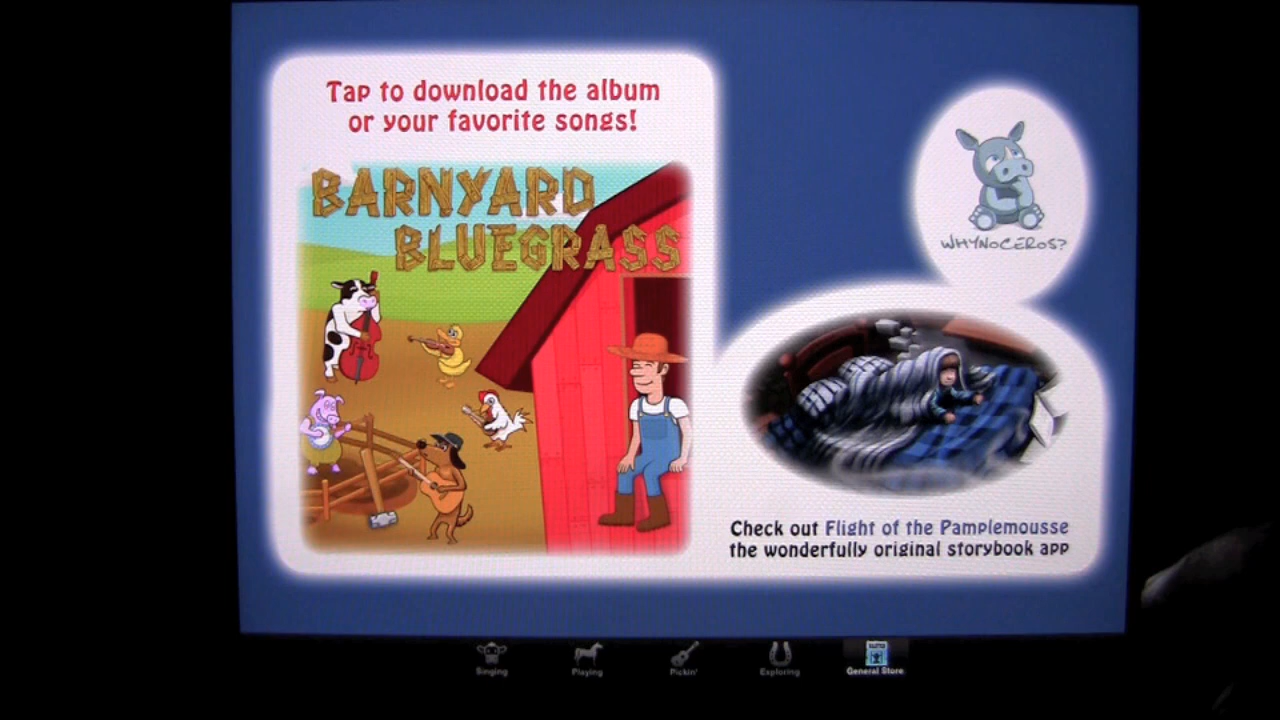 Tap to download the album
or your favorite songs!
BARNYARD
BLUEGRASS
WHYNOCEROS?
Check out Flight of the Pamplemousse
the wonderfully original storybook app
Singing
Playing
Pickin'
Exploring
General Store